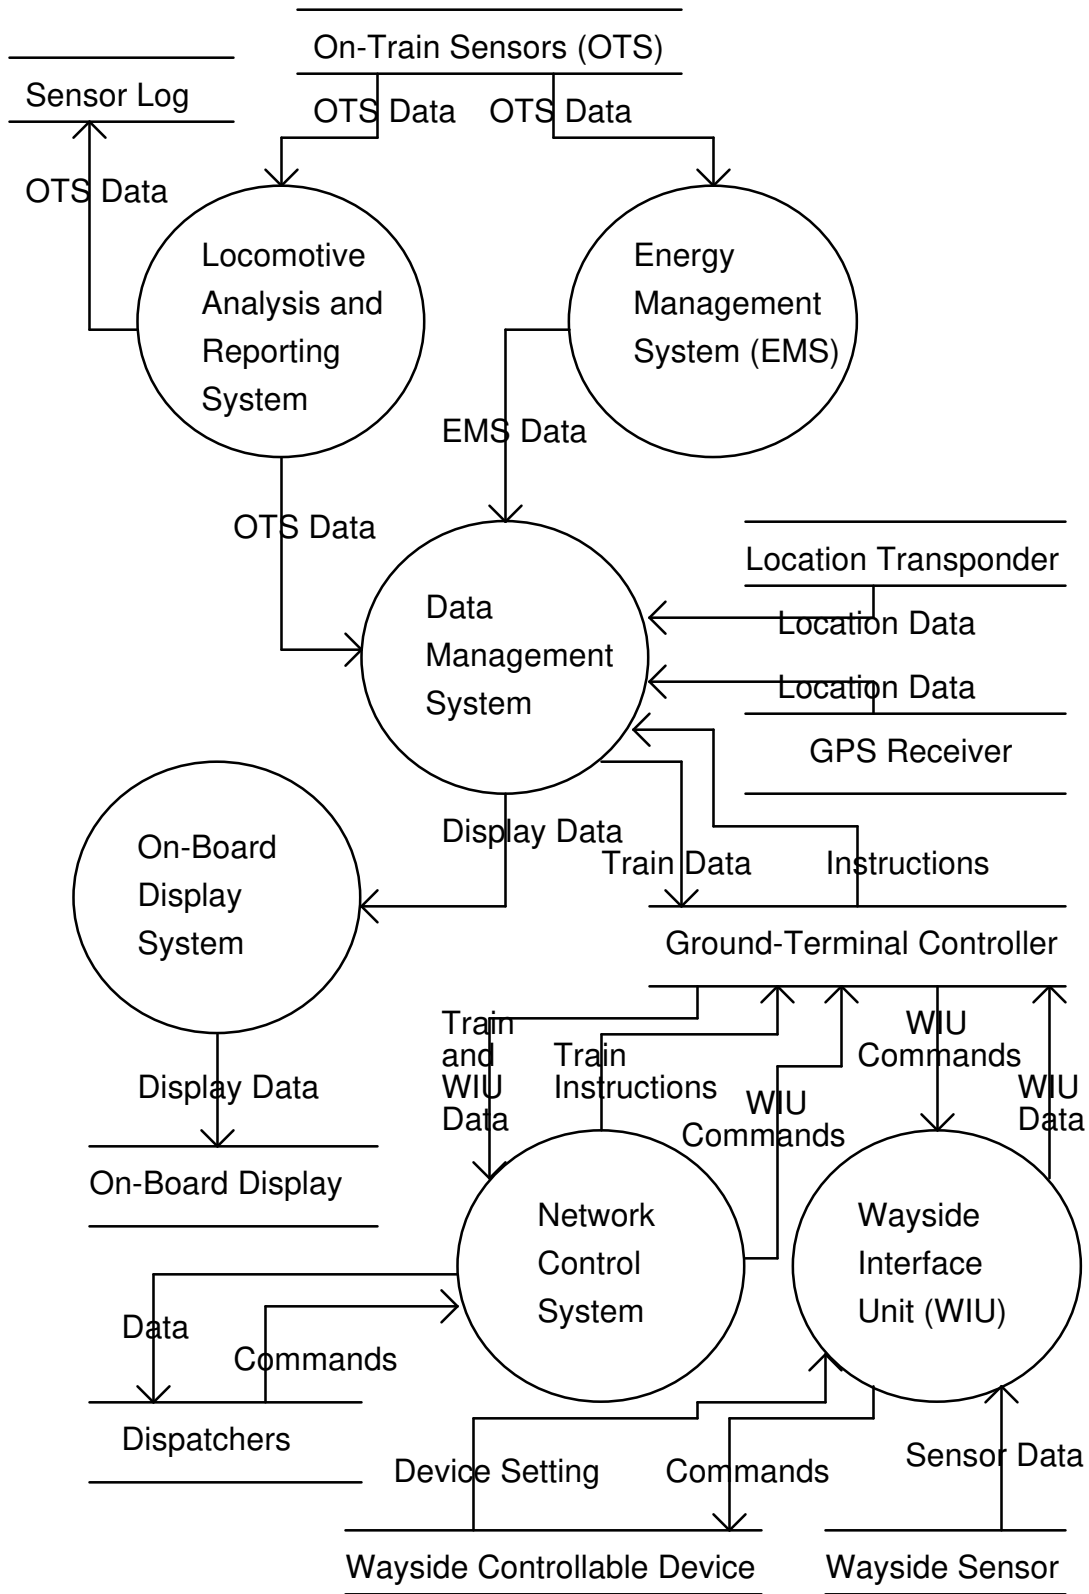 On-Train Sensors (OTS)
Sensor Log
OTS Data
OTS Data
OTS Data
Locomotive
Analysis and
Reporting
System
Energy
Management
System (EMS)
EMS Data
OTS Data
Location Transponder
Location Data
Data
Management
System
Location Data
GPS Receiver
Display Data
Train Data
Instructions
On-Board
Display
System
Ground-Terminal Controller
Train
and
WIU
Data
Train
Instructions
WIU
Commands
WIU
Commands
WIU
Data
Display Data
On-Board Display
Network
Control
System
Wayside
Interface
Unit (WIU)
Data
Commands
Dispatchers
Device Setting
Commands
Sensor Data
Wayside Controllable Device
Wayside Sensor